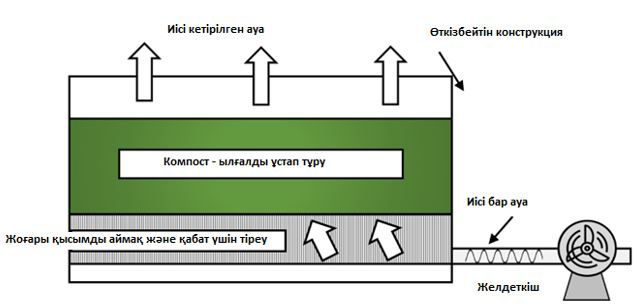 Иісі кетірілген ауа
Өткізбейтін конструкция
Компост - ылғалды ұстап тұру
Жоғары қысымды аймақ және қабат үшін тіреу
Иісі бар ауа
Желдеткіш